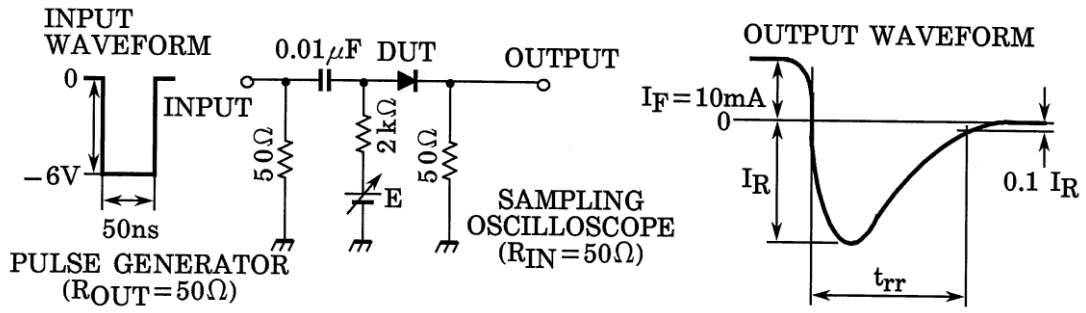 INPUT
WAVEFORM
0
−6V
50ns
PULSE GENERATOR
(ROUT=50Ω)
INPUT
0.01μF
DUT
OUTPUT
50Ω
2kΩ
E
50Ω
SAMPLING
OSCILLOSCOPE
(RIN=50Ω)
OUTPUT WAVEFORM
IF=10mA
0
IR
0.1 IR
trr